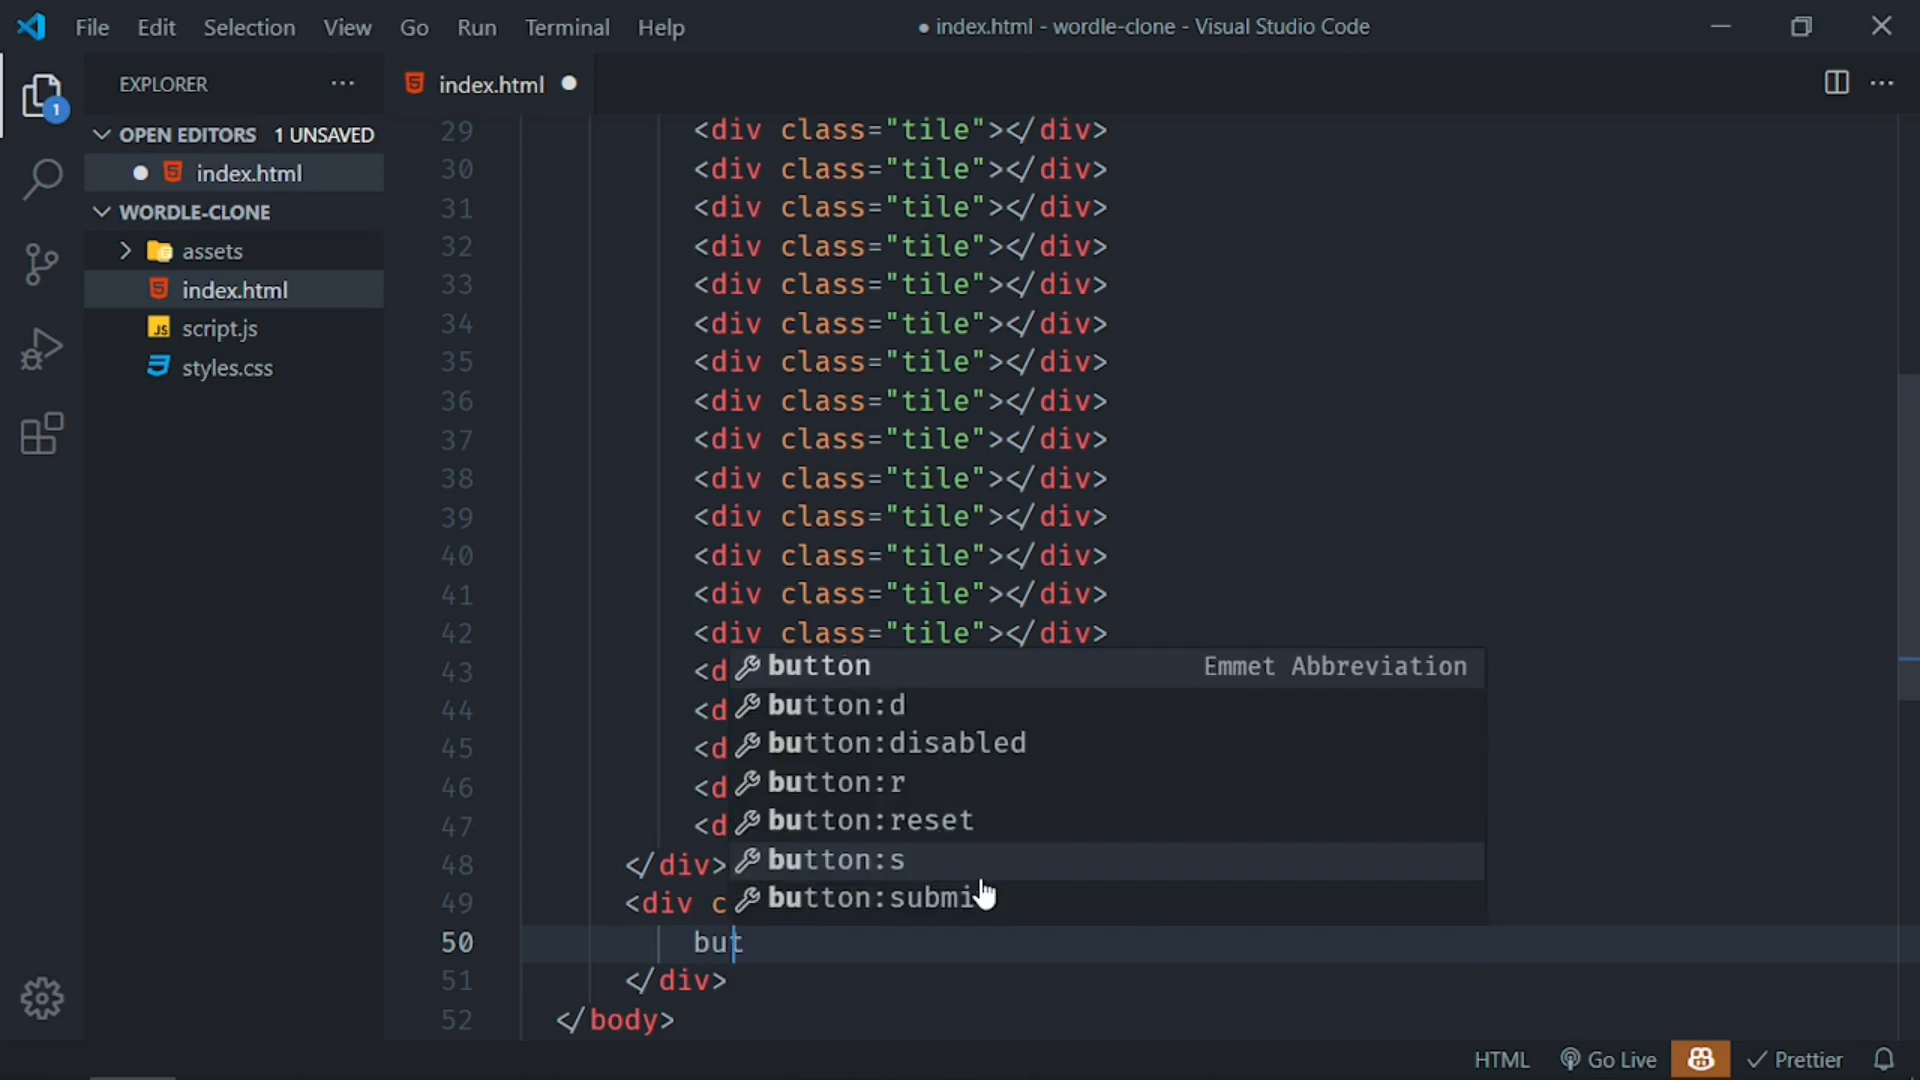 File Edit Selection View Go Run Terminal Help
● index.html - wordle-clone - Visual Studio Code
EXPLORER ···
index.html ●
OPEN EDITORS 1 UNSAVED
● index.html
WORDLE-CLONE
assets
index.html
JS script.js
styles.css
1
29 <div class="tile"></div>
30 <div class="tile"></div>
31 <div class="tile"></div>
32 <div class="tile"></div>
33 <div class="tile"></div>
34 <div class="tile"></div>
35 <div class="tile"></div>
36 <div class="tile"></div>
37 <div class="tile"></div>
38 <div class="tile"></div>
39 <div class="tile"></div>
40 <div class="tile"></div>
41 <div class="tile"></div>
42 <div class="tile"></div>
43 <d button Emmet Abbreviation
44 <d button:d
45 <d button:disabled
46 <d button:r
47 <d button:reset
48 </div> button:s
49 <div c button:submi
50 but
51 </div>
52 </body>
HTML Go Live Prettier